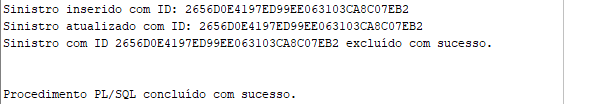 Sinistro inserido com ID: 2656D0E4197ED99EE063103CA8C07EB2
Sinistro atualizado com ID: 2656D0E4197ED99EE063103CA8C07EB2
Sinistro com ID 2656D0E4197ED99EE063103CA8C07EB2 excluído com sucesso.
Procedimento PL/SQL concluído com sucesso.